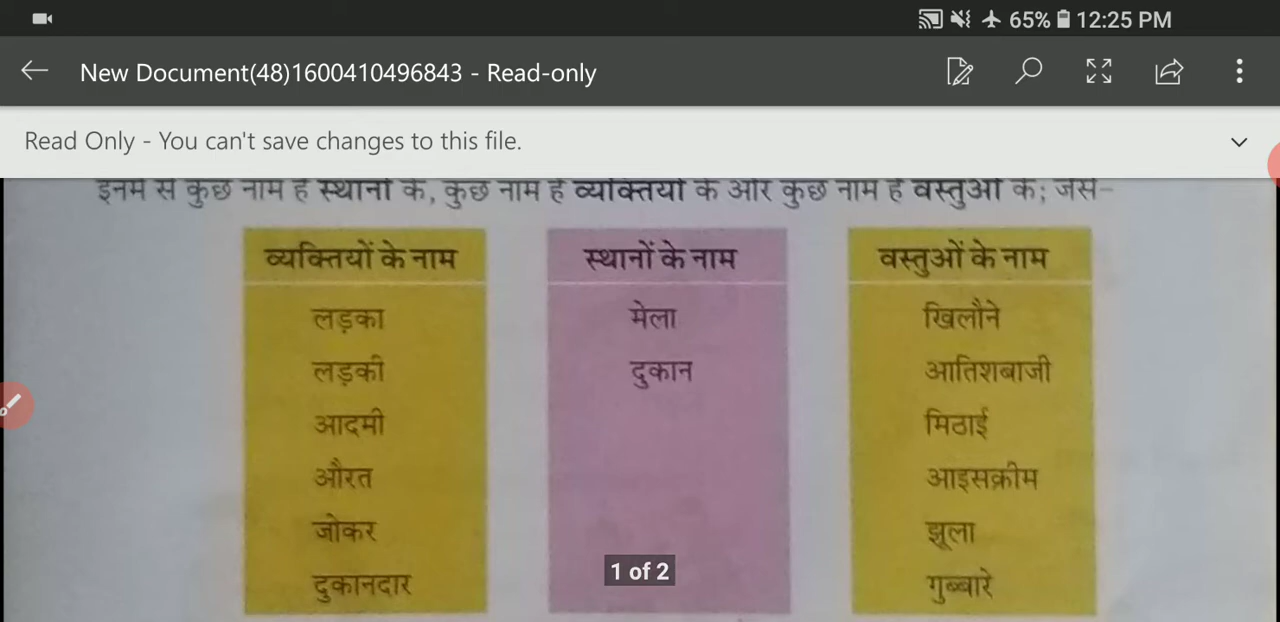 65% 12:25 PM
New Document(48)1600410496843 - Read-only
Read Only - You can't save changes to this file.
इनमें से कुछ नाम हैं स्थानों के, कुछ नाम हैं व्यक्तियों के और कुछ नाम हैं वस्तुओं के; जैसे–
व्यक्तियों के नाम स्थानों के नाम वस्तुओं के नाम
लड़का मेला खिलौने
लड़की दुकान आतिशबाजी
आदमी मिठाई
औरत आइसक्रीम
जोकर झूला
दुकानदार गुब्बारे
1 of 2